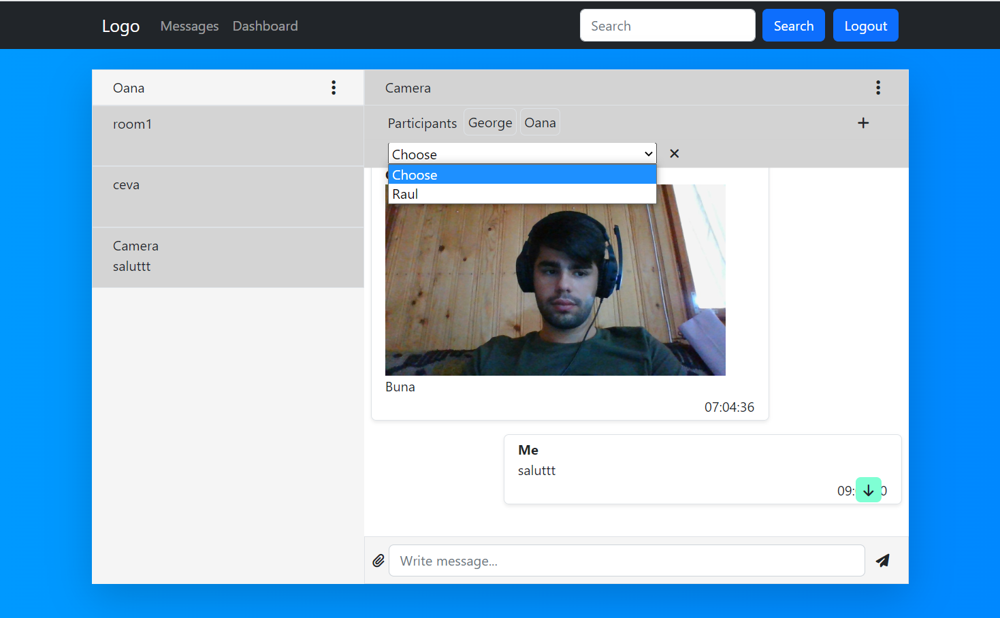 Logo Messages Dashboard Search Search Logout
Oana
room1
ceva
Camera
saluttt
Camera
Participants George Oana
Choose
Choose
Raul
Buna
07:04:36
Me
saluttt
09: 0
Write message...